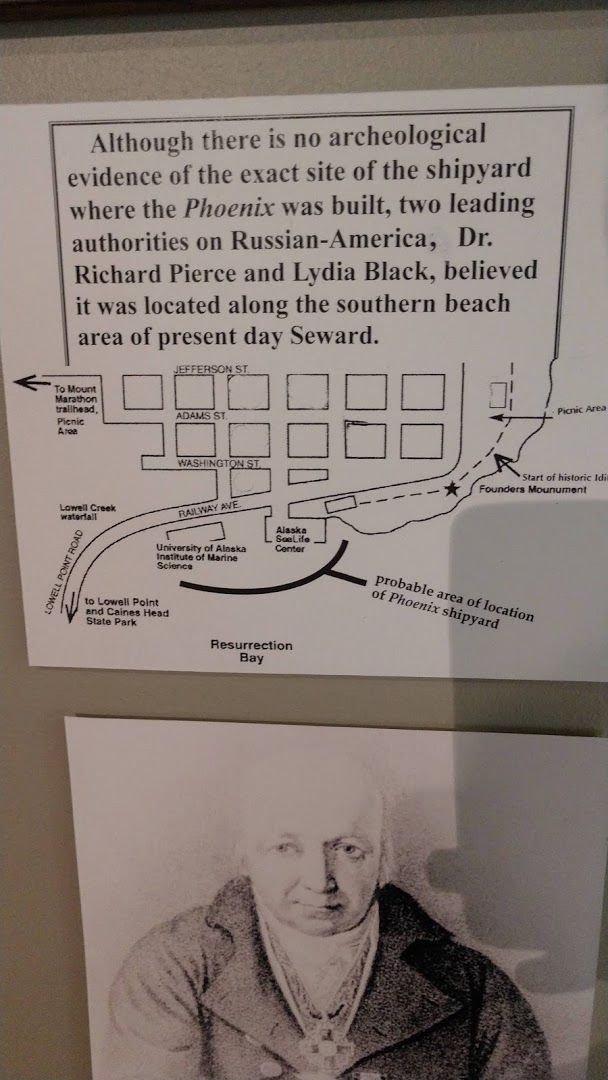 Although there is no archeological
evidence of the exact site of the shipyard
where the Phoenix was built, two leading
authorities on Russian-America, Dr.
Richard Pierce and Lydia Black, believed
it was located along the southern beach
area of present day Seward.
JEFFERSON ST.
To Mount
Marathon
trailhead,
Picnic
Area
ADAMS ST.
Picnic Area
WASHINGTON ST.
Start of historic
Founders Mounument
Lowell Creek
waterfall
RAILWAY AVE.
LOWELL POINT ROAD
University of Alaska
Institute of Marine
Science
Alaska
SeaLife
Center
probable area of location
of Phoenix shipyard
to Lowell Point
and Caines Head
State Park
Resurrection
Bay